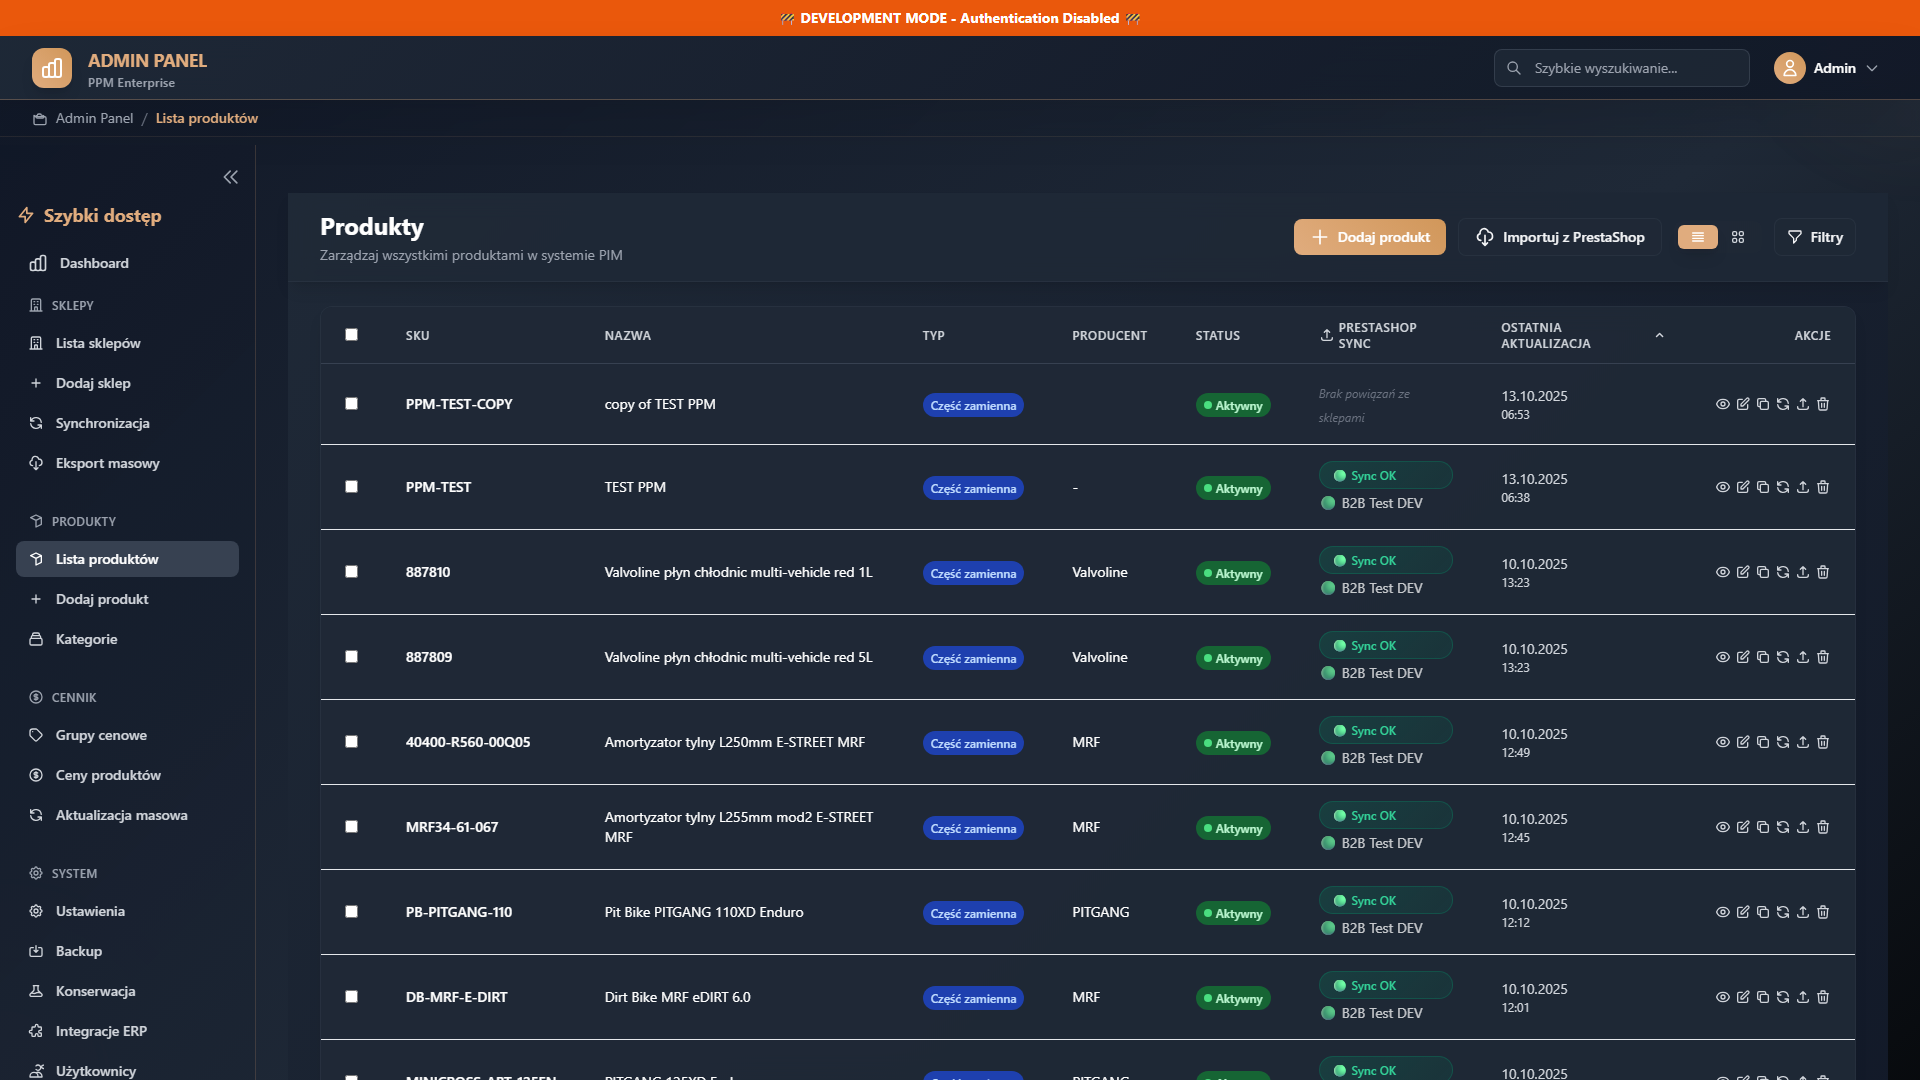 🚧 DEVELOPMENT MODE - Authentication Disabled 🚧
ADMIN PANEL
PPM Enterprise
Szybkie wyszukiwanie...
Admin
Admin Panel / Lista produktów
Szybki dostęp
Dashboard
SKLEPY
Lista sklepów
Dodaj sklep
Synchronizacja
Eksport masowy
PRODUKTY
Lista produktów
Dodaj produkt
Kategorie
CENNIK
Grupy cenowe
Ceny produktów
Aktualizacja masowa
SYSTEM
Ustawienia
Backup
Konserwacja
Integracje ERP
Użytkownicy
Produkty
Zarządzaj wszystkimi produktami w systemie PIM
Dodaj produkt
Importuj z PrestaShop
Filtry
SKU NAZWA TYP PRODUCENT STATUS PRESTASHOP SYNC OSTATNIA AKTUALIZACJA AKCJE
PPM-TEST-COPY copy of TEST PPM Część zamienna Aktywny Brak powiązań ze sklepami 13.10.2025 06:53
PPM-TEST TEST PPM Część zamienna - Aktywny Sync OK B2B Test DEV 13.10.2025 06:38
887810 Valvoline płyn chłodnic multi-vehicle red 1L Część zamienna Valvoline Aktywny Sync OK B2B Test DEV 10.10.2025 13:23
887809 Valvoline płyn chłodnic multi-vehicle red 5L Część zamienna Valvoline Aktywny Sync OK B2B Test DEV 10.10.2025 13:23
40400-R560-00Q05 Amortyzator tylny L250mm E-STREET MRF Część zamienna MRF Aktywny Sync OK B2B Test DEV 10.10.2025 12:49
MRF34-61-067 Amortyzator tylny L255mm mod2 E-STREET MRF Część zamienna MRF Aktywny Sync OK B2B Test DEV 10.10.2025 12:45
PB-PITGANG-110 Pit Bike PITGANG 110XD Enduro Część zamienna PITGANG Aktywny Sync OK B2B Test DEV 10.10.2025 12:12
DB-MRF-E-DIRT Dirt Bike MRF eDIRT 6.0 Część zamienna MRF Aktywny Sync OK B2B Test DEV 10.10.2025 12:01
Sync OK 10.10.2025